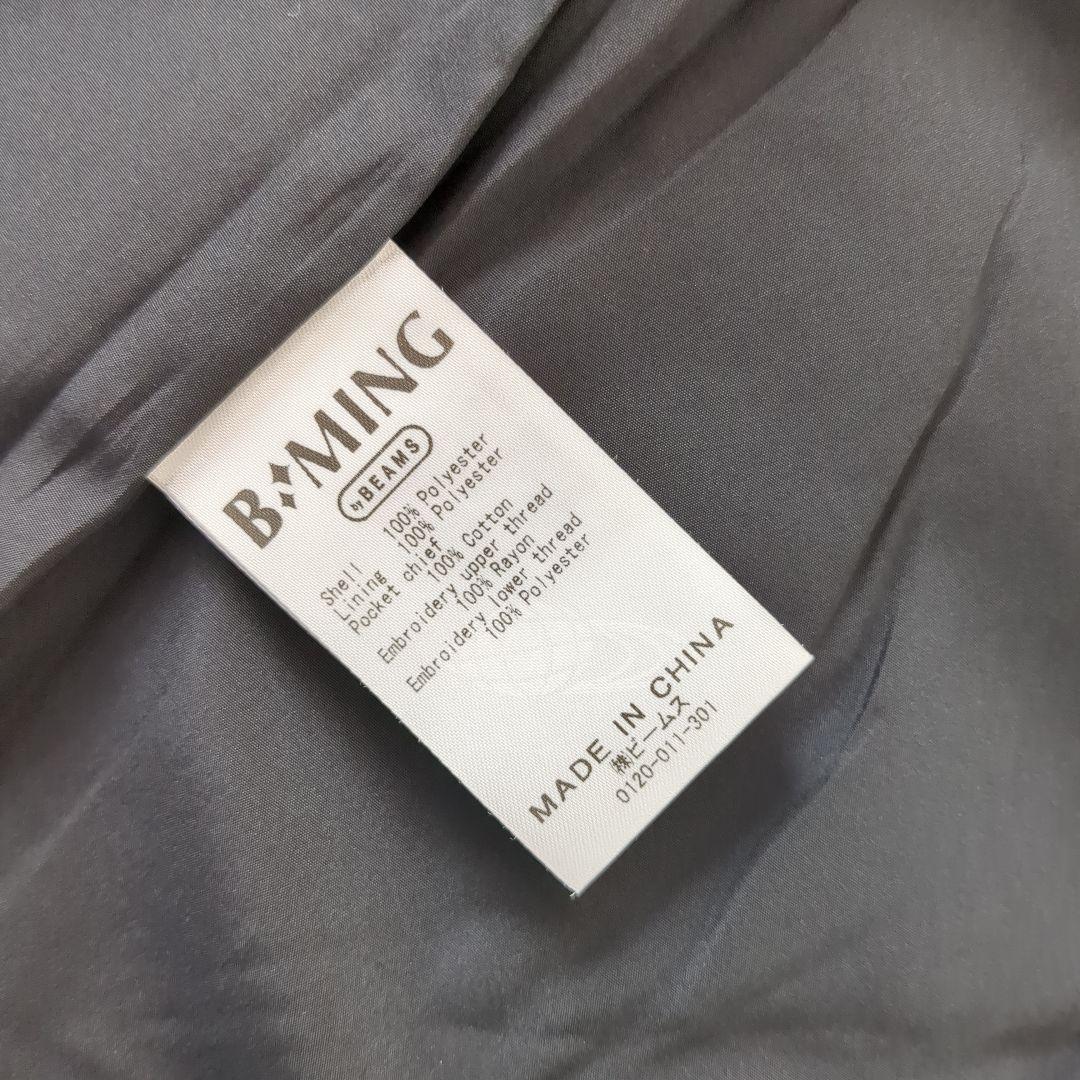 B:MING
by BEAMS
Shell 100% Polyester
Lining 100% Polyester
Pocket chief
100% Cotton
Embroidery upper thread
100% Rayon
Embroidery lower thread
100% Polyester
MADE IN CHINA
㈱ビームス
0120-011-301